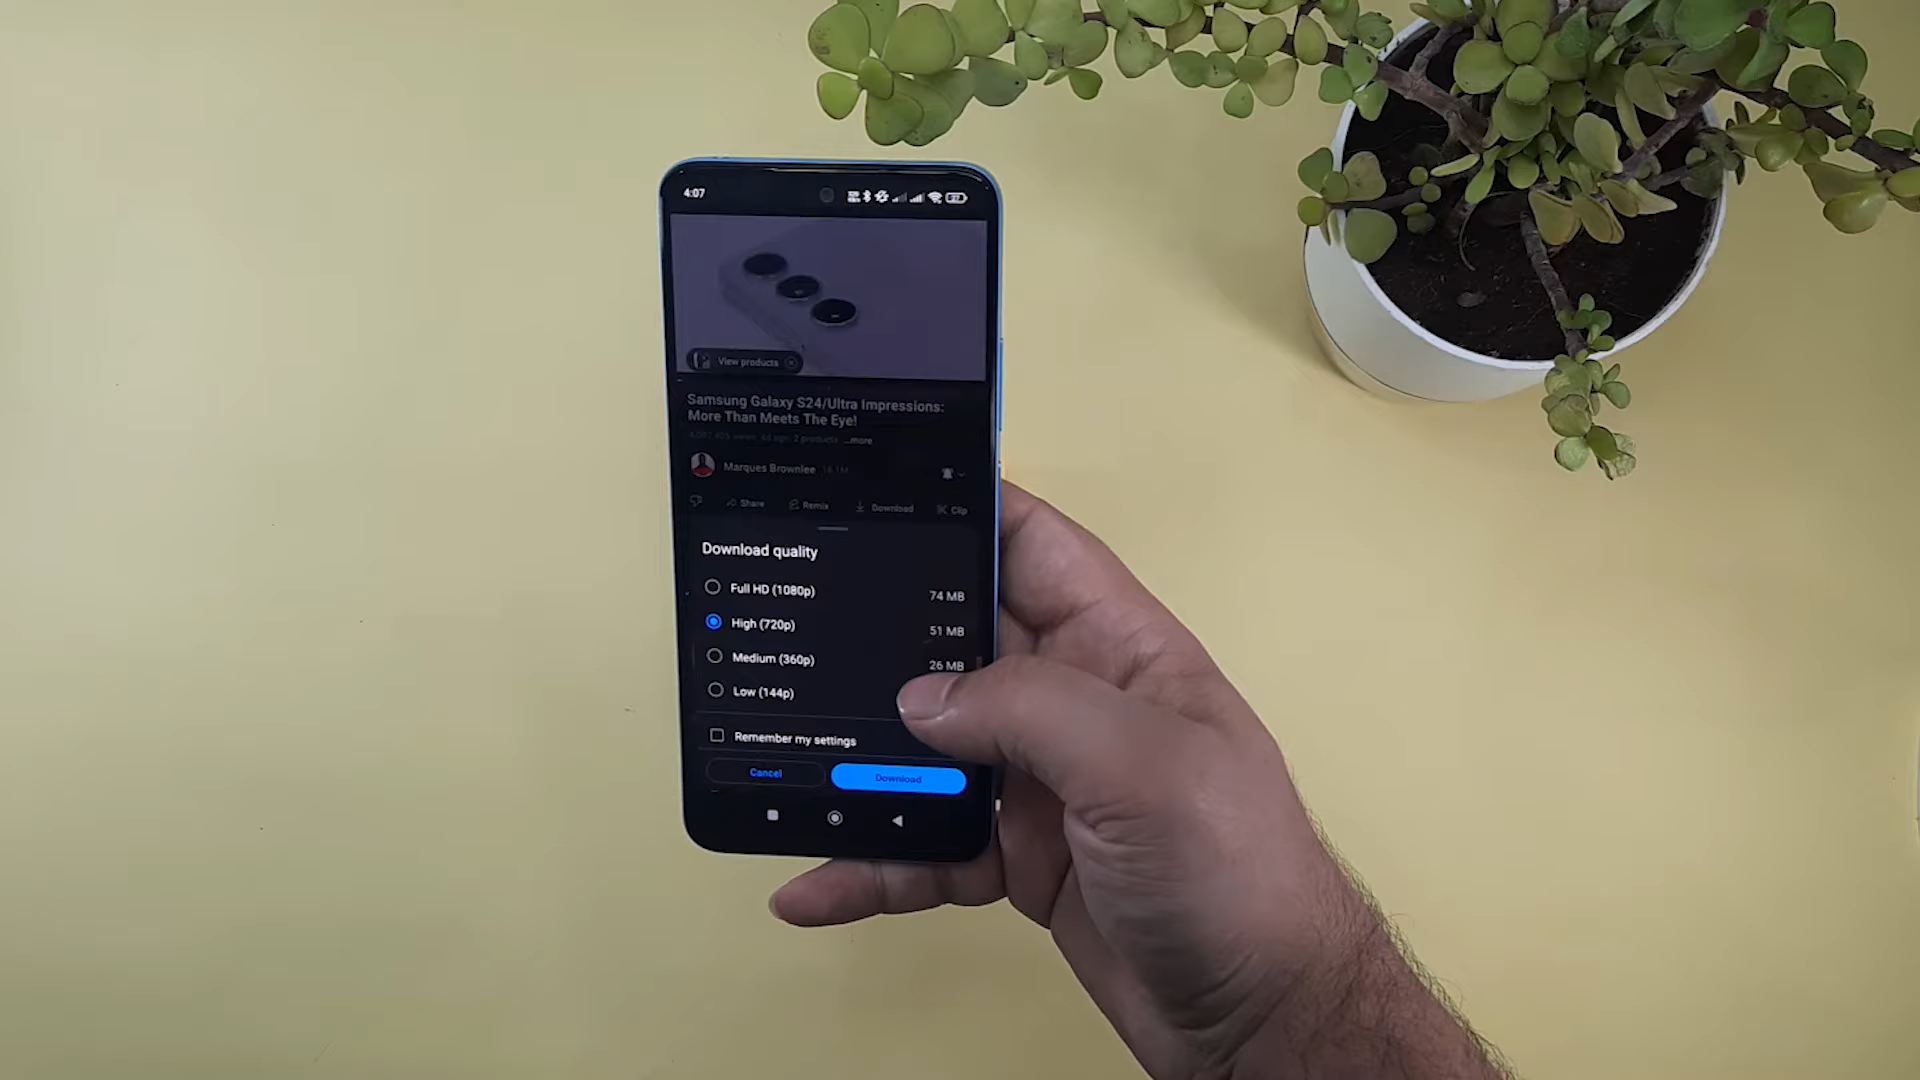 4:07
View products
Samsung Galaxy S24/Ultra Impressions:
More Than Meets The Eye!
2 products ...more
Marques Brownlee
Share Remix Download Clip
Download quality
Full HD (1080p) 74 MB
High (720p) 51 MB
Medium (360p) 26 MB
Low (144p)
Remember my settings
Cancel Download